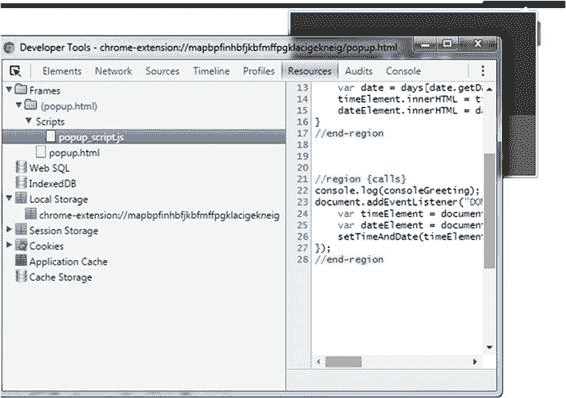 Developer Tools - chrome-extension://mapbpfinhbfjkbfmffpgklacigekneig/popup.html
Elements Network Sources Timeline Profiles Resources Audits Console
Frames
(popup.html)
Scripts
popup_script.js
popup.html
Web SQL
IndexedDB
Local Storage
chrome-extension://mapbpfinhbfjkbfmffpgklacigekneig
Session Storage
Cookies
Application Cache
Cache Storage
13 var date = days[date.getDa
14 timeElement.innerHTML = t
15 dateElement.innerHTML = da
16 }
17 //end-region
18
19
20
21 //region {calls}
22 console.log(consoleGreeting);
23 document.addEventListener("DOM
24 var timeElement = document
25 var dateElement = document
26 setTimeAndDate(timeElement
27 });
28 //end-region